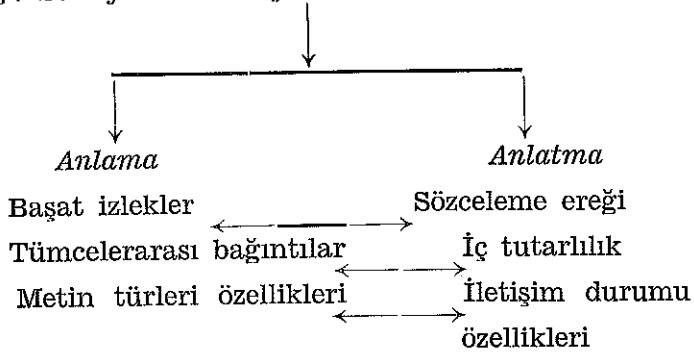 Anlama Anlatma
Başat izlekler Sözceleme ereği
Tümcelerarası bağıntılar İç tutarlılık
Metin türleri özellikleri İletişim durumu
özellikleri